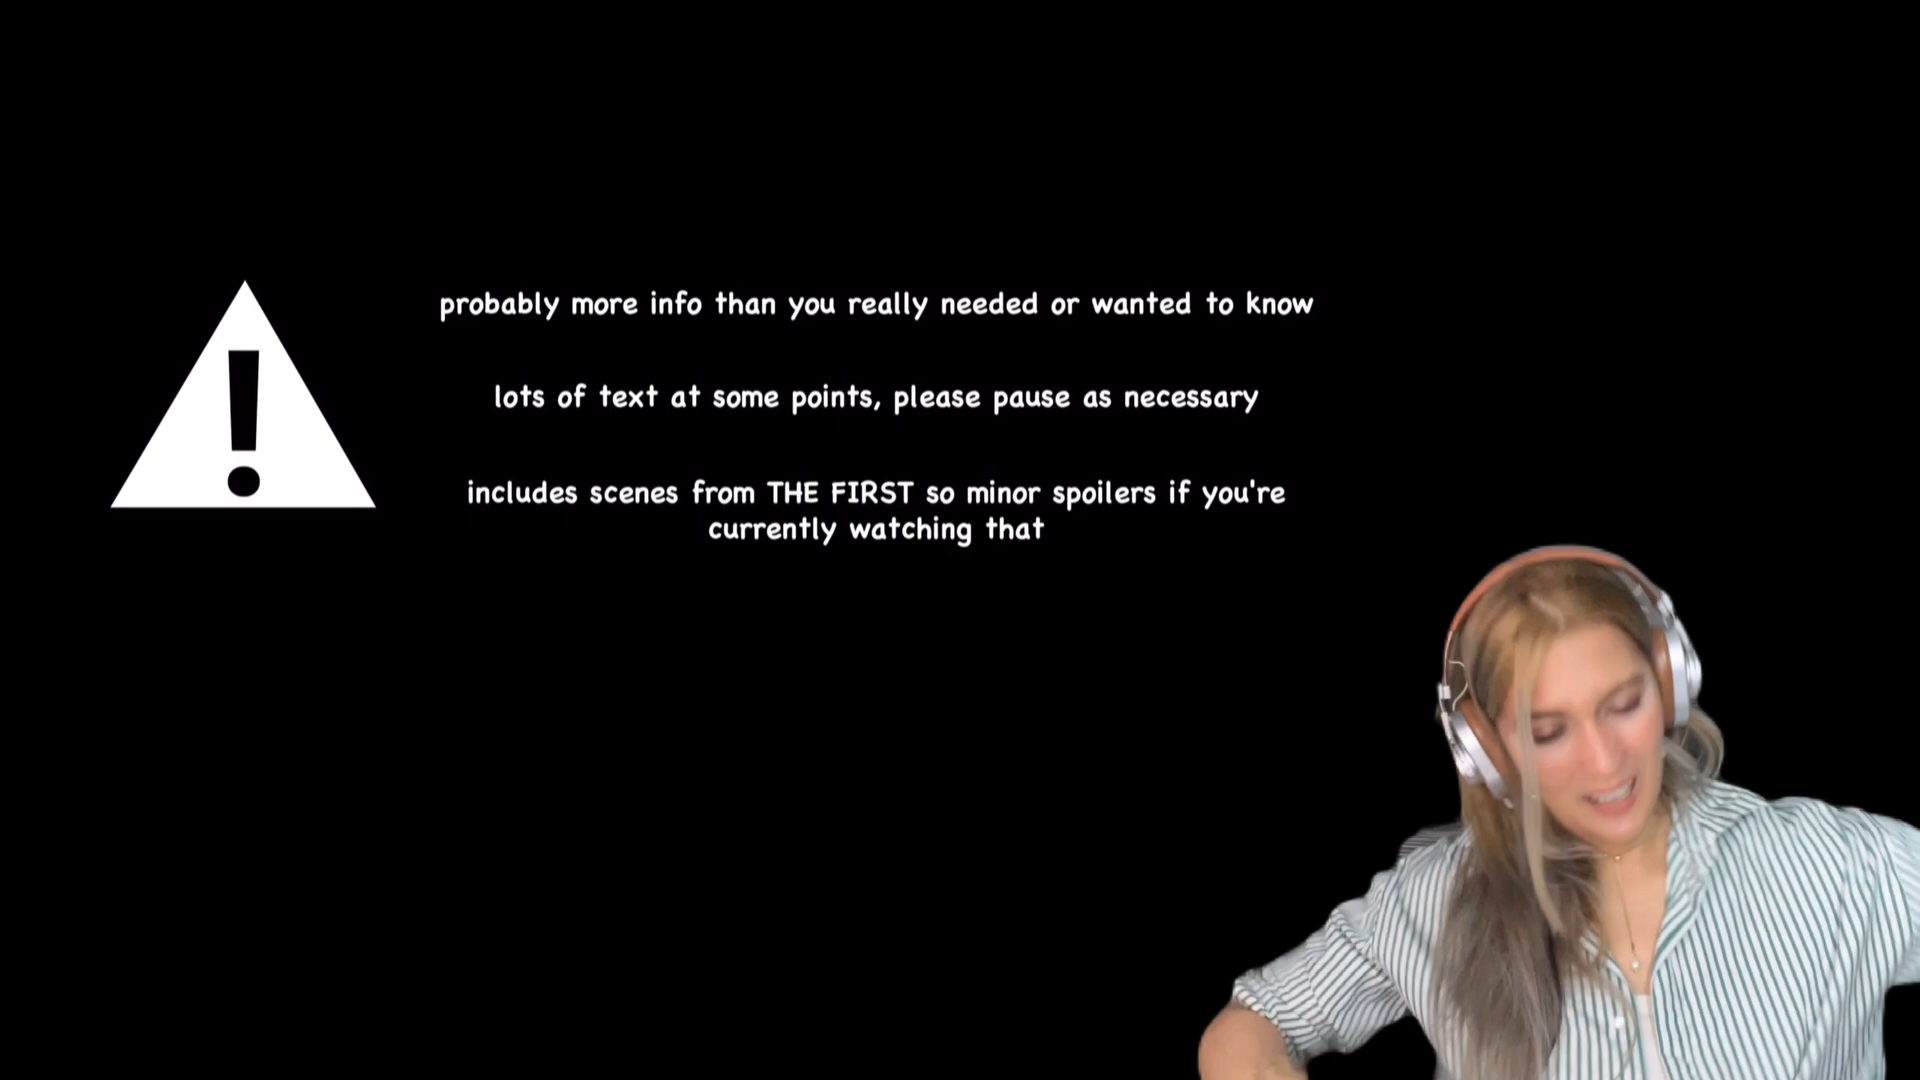 probably more info than you really needed or wanted to know
lots of text at some points, please pause as necessary
includes scenes from THE FIRST so minor spoilers if you're
currently watching that